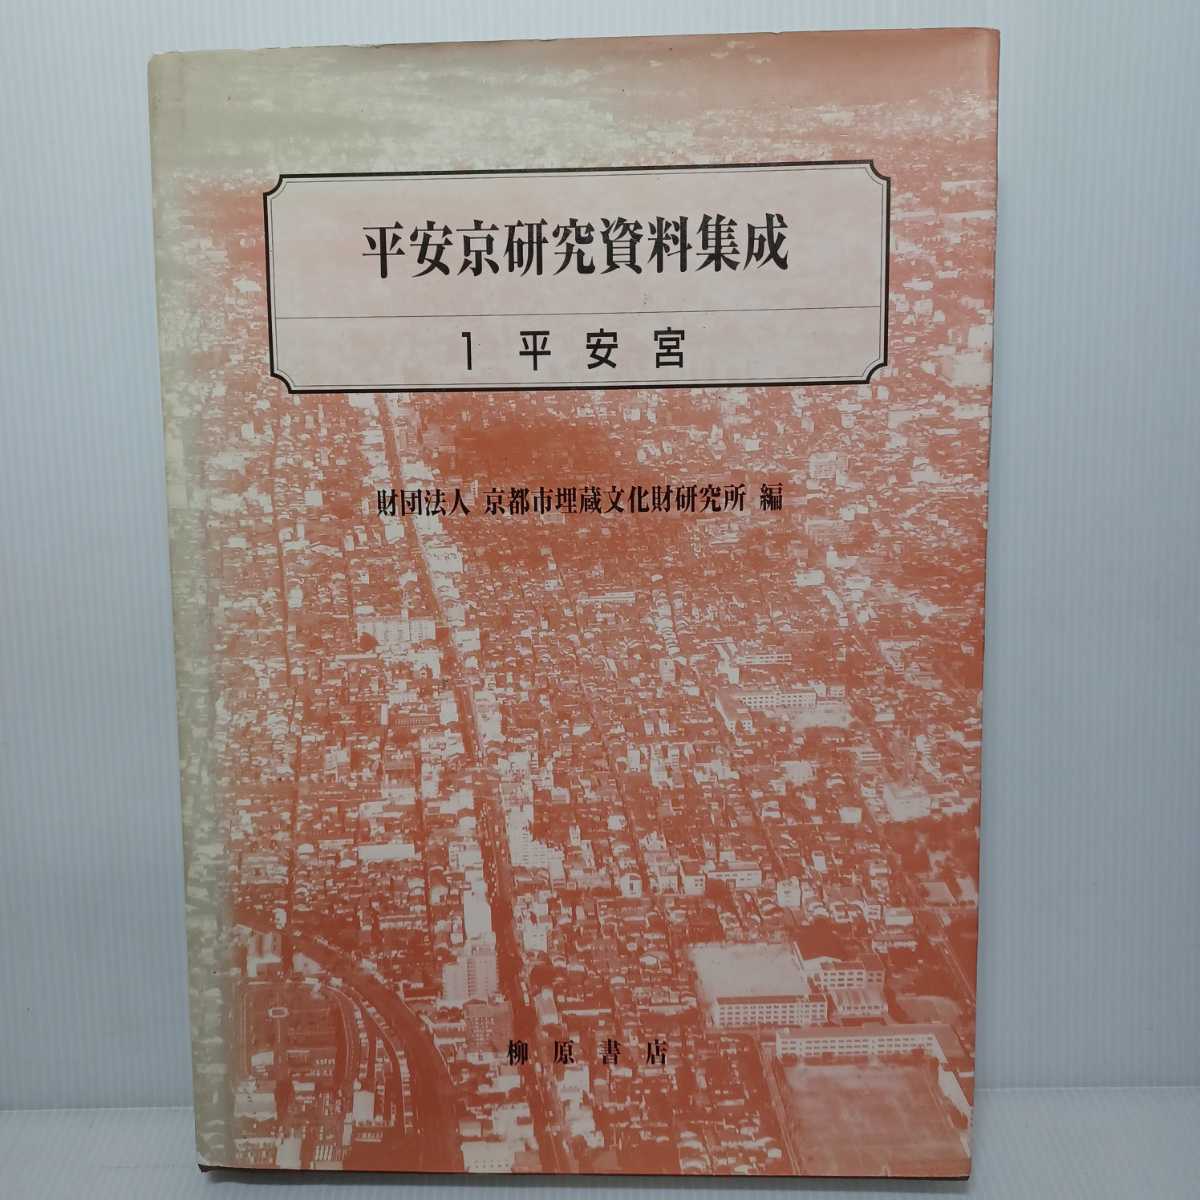 平安京研究資料集成
1 平安宮
財団法人 京都市埋蔵文化財研究所 編
柳原書店